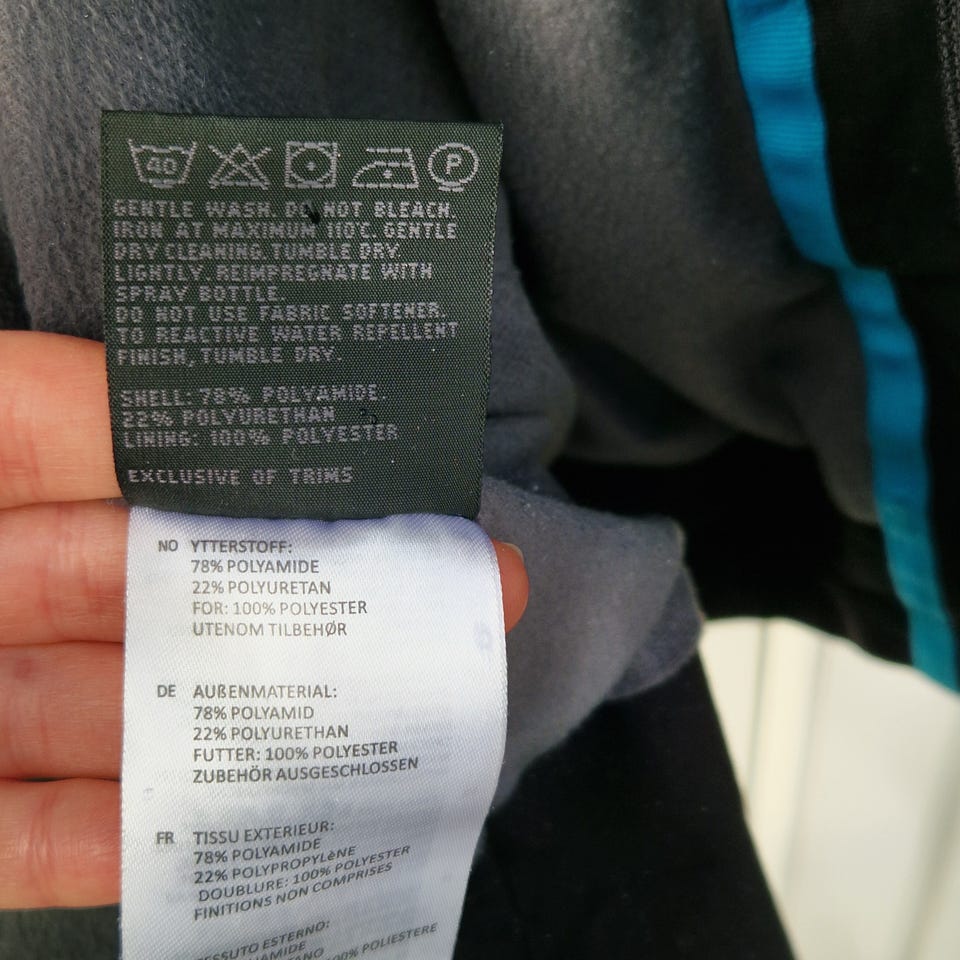 40 P
GENTLE WASH. DO NOT BLEACH.
IRON AT MAXIMUM 110°C. GENTLE
DRY CLEANING. TUMBLE DRY.
LIGHTLY. REIMPREGNATE WITH
SPRAY BOTTLE.
DO NOT USE FABRIC SOFTENER.
TO REACTIVE WATER REPELLENT
FINISH, TUMBLE DRY.
SHELL: 78% POLYAMIDE.
22% POLYURETHAN
LINING: 100% POLYESTER
EXCLUSIVE OF TRIMS
NO YTTERSTOFF:
78% POLYAMIDE
22% POLYURETAN
FOR: 100% POLYESTER
UTENOM TILBEHØR
DE AUßENMATERIAL:
78% POLYAMID
22% POLYURETHAN
FUTTER: 100% POLYESTER
ZUBEHÖR AUSGESCHLOSSEN
FR TISSU EXTERIEUR:
78% POLYAMIDE
22% POLYPROPYLèNE
DOUBLURE: 100% POLYESTER
FINITIONS NON COMPRISES
ESTERNO:
100% POLIESTERE